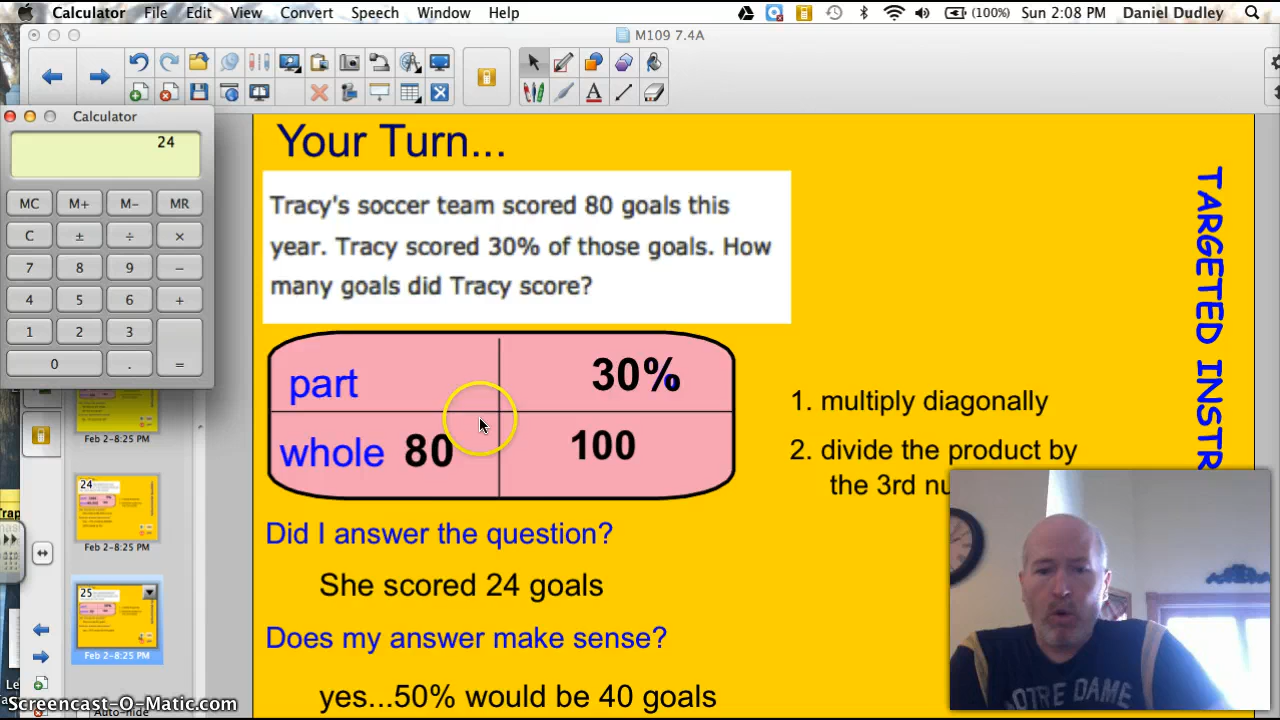 Calculator File Edit View Convert Speech Window Help (100%) Sun 2:08 PM Daniel Dudley
M109 7.4A
Calculator
24
MC M+ M- MR
C ± ÷ ×
7 8 9 −
4 5 6 +
1 2 3
0 . =
Your Turn...
Tracy's soccer team scored 80 goals this
year. Tracy scored 30% of those goals. How
many goals did Tracy score?
part 30%
whole 80 100
1. multiply diagonally
2. divide the product by
the 3rd nu
Did I answer the question?
She scored 24 goals
Does my answer make sense?
yes...50% would be 40 goals
TARGETED INSTR
Feb 2-8:25 PM
24
Feb 2-8:25 PM
25
Feb 2-8:25 PM
Auto-hide
NOTRE DAME
Screencast-O-Matic.com